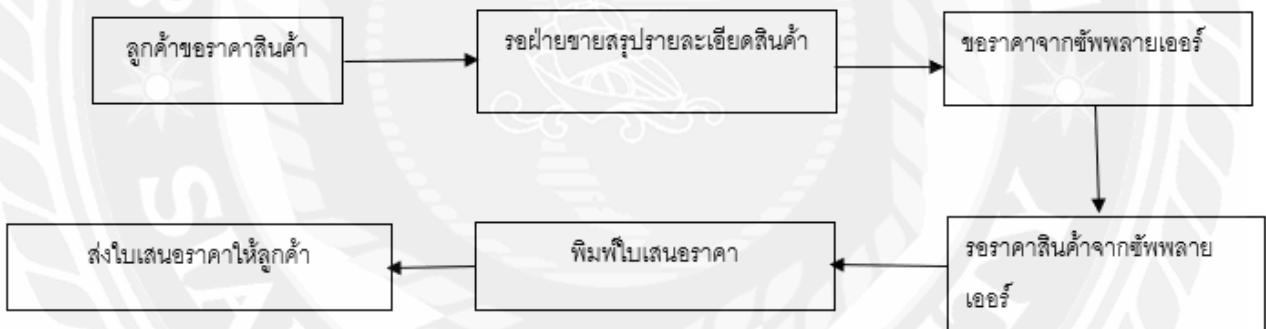 ลูกค้าขอราคาสินค้า
รอฝ่ายขายสรุปรายละเอียดสินค้า
ขอราคาจากซัพพลายเออร์
รอราคาสินค้าจากซัพพลาย
เออร์
พิมพ์ใบเสนอราคา
ส่งใบเสนอราคาให้ลูกค้า